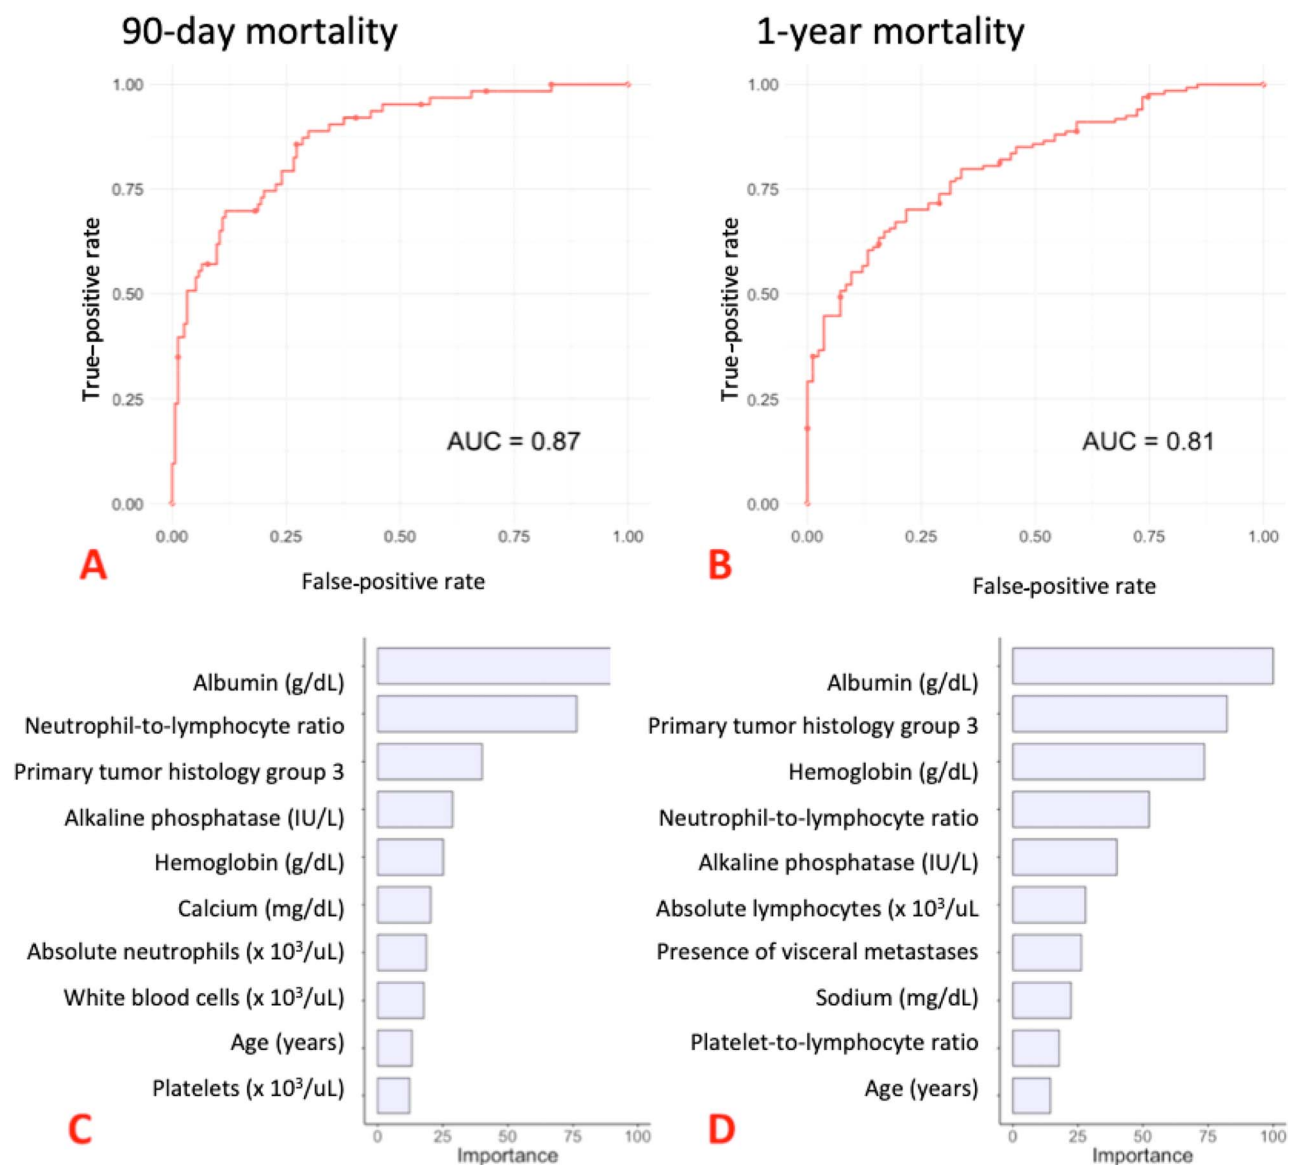 90-day mortality
1-year mortality
1.00
0.75
0.50
0.25
0.00
True-positive rate
AUC = 0.87
0.00 0.25 0.50 0.75 1.00
A
False-positive rate
1.00
0.75
0.50
0.25
0.00
True-positive rate
AUC = 0.81
0.00 0.25 0.50 0.75 1.00
B
False-positive rate
Albumin (g/dL)
Neutrophil-to-lymphocyte ratio
Primary tumor histology group 3
Alkaline phosphatase (IU/L)
Hemoglobin (g/dL)
Calcium (mg/dL)
Absolute neutrophils (x 10³/uL)
White blood cells (x 10³/uL)
Age (years)
Platelets (x 10³/uL)
C
0 25 50 75 100
Importance
Albumin (g/dL)
Primary tumor histology group 3
Hemoglobin (g/dL)
Neutrophil-to-lymphocyte ratio
Alkaline phosphatase (IU/L)
Absolute lymphocytes (x 10³/uL
Presence of visceral metastases
Sodium (mg/dL)
Platelet-to-lymphocyte ratio
Age (years)
D
0 25 50 75 100
Importance